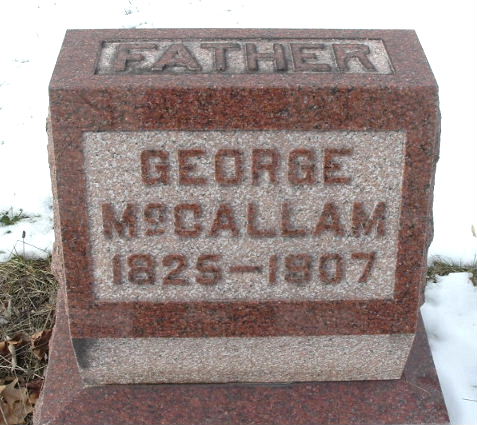 FATHER
GEORGE
McCALLAM
1825-1907